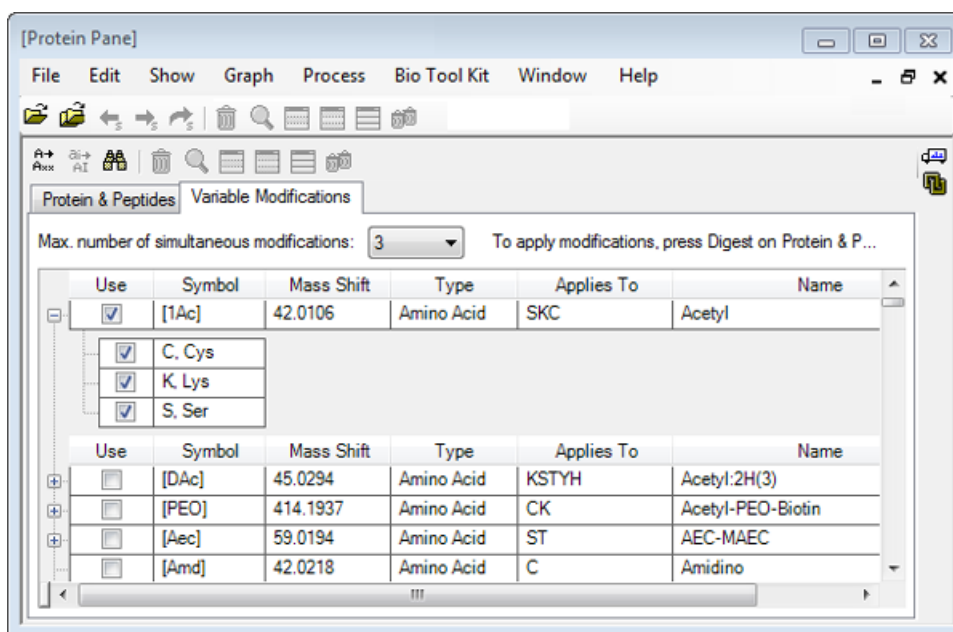 [Protein Pane]
File Edit Show Graph Process Bio Tool Kit Window Help
Protein & Peptides Variable Modifications
Max. number of simultaneous modifications: 3 To apply modifications, press Digest on Protein & P...
Use Symbol Mass Shift Type Applies To Name
[1Ac] 42.0106 Amino Acid SKC Acetyl
C, Cys
K, Lys
S, Ser
Use Symbol Mass Shift Type Applies To Name
[DAc] 45.0294 Amino Acid KSTYH Acetyl:2H(3)
[PEO] 414.1937 Amino Acid CK Acetyl-PEO-Biotin
[Aec] 59.0194 Amino Acid ST AEC-MAEC
[Amd] 42.0218 Amino Acid C Amidino